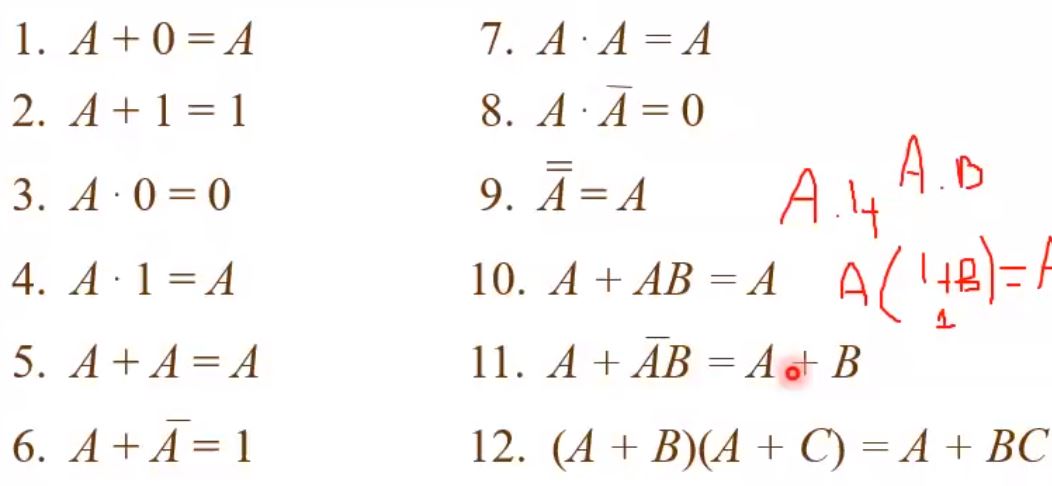 1. A + 0 = A
2. A + 1 = 1
3. A · 0 = 0
4. A · 1 = A
5. A + A = A
6. A + A̅ = 1
7. A · A = A
8. A · A̅ = 0
9. A̿ = A
10. A + AB = A
11. A + A̅B = A + B
12. (A + B)(A + C) = A + BC
A.1+ A.B
A(1+B)=A
1